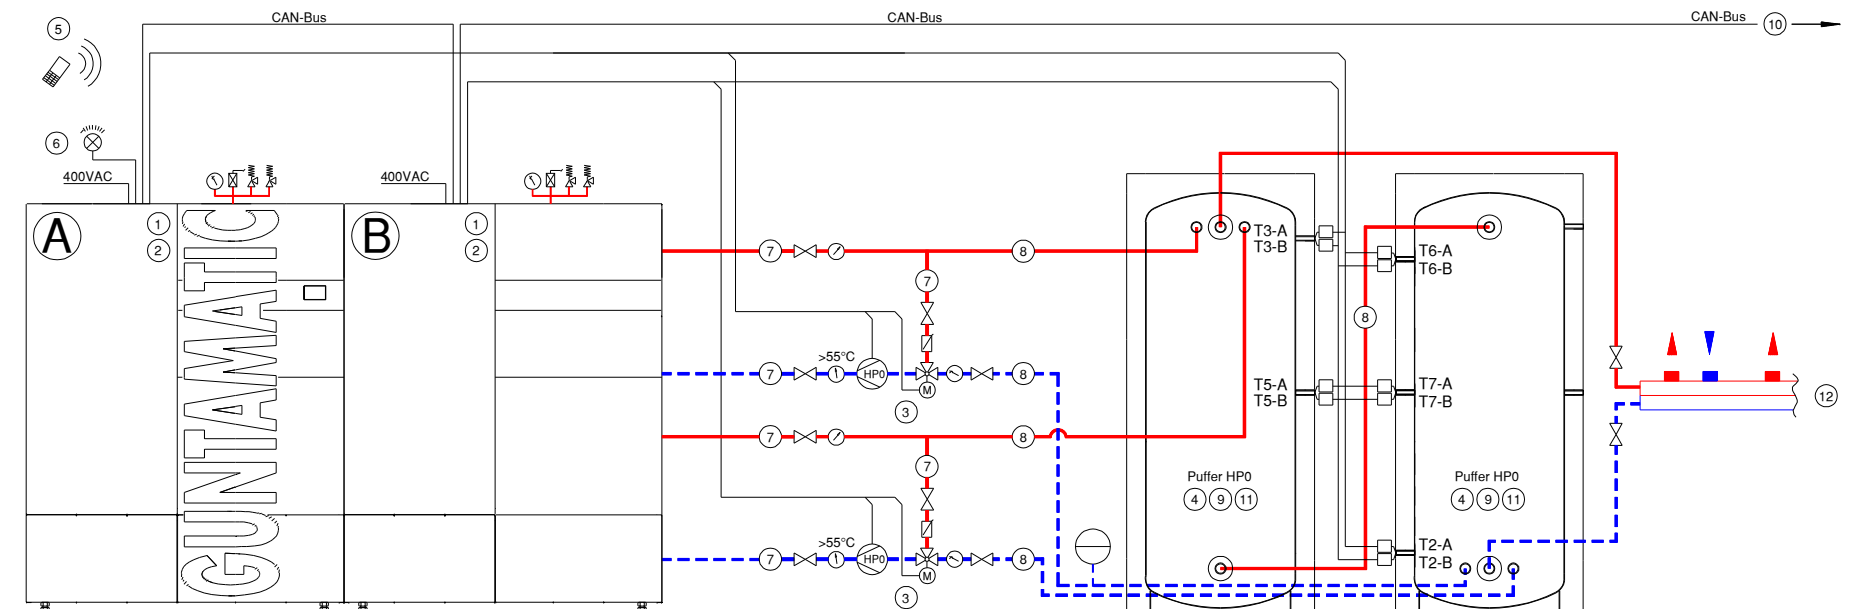 CAN-Bus
CAN-Bus
CAN-Bus
10
5
6
400VAC
400VAC
A
1
2
GUNTAMATIC
B
1
2
7
8
T3-A
T3-B
T6-A
T6-B
7
8
>55°C
7
HP0
8
M
3
T5-A
T5-B
T7-A
T7-B
12
7
8
7
Puffer HP0
4 9 11
Puffer HP0
4 9 11
>55°C
7
HP0
8
M
3
T2-A
T2-B